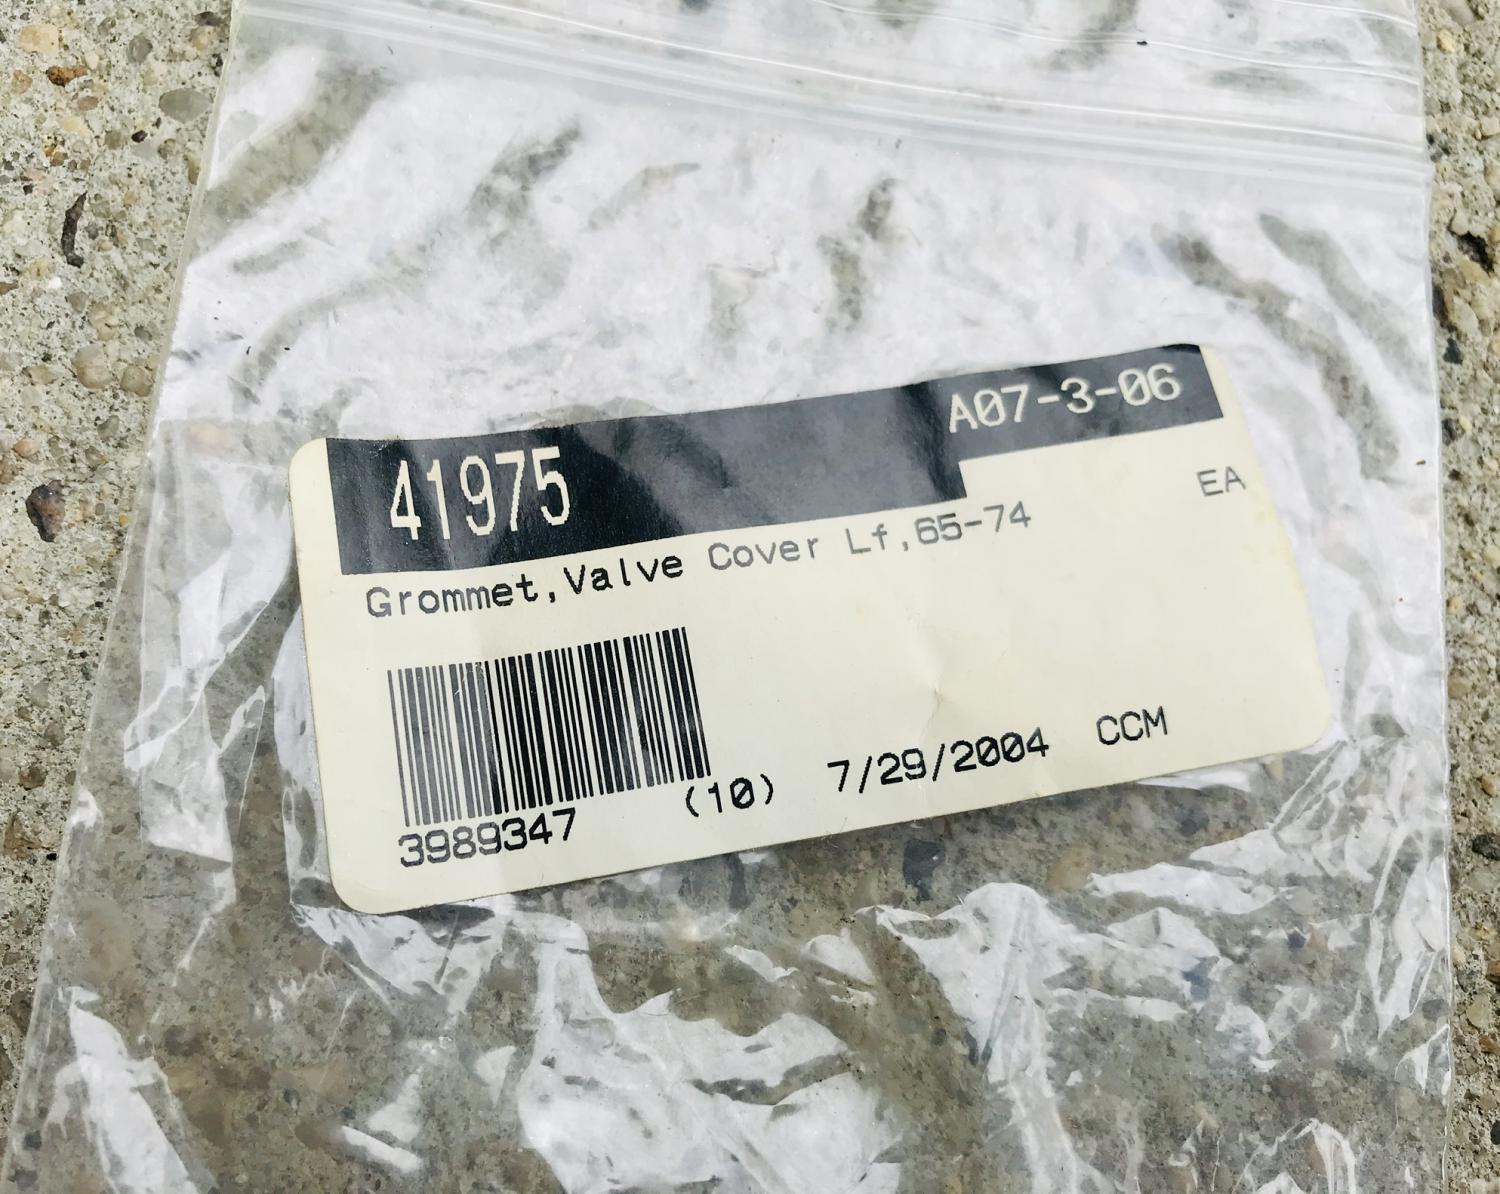 41975 A07-3-06
EA
Grommet,Valve Cover Lf,65-74
3989347 (10) 7/29/2004 CCM